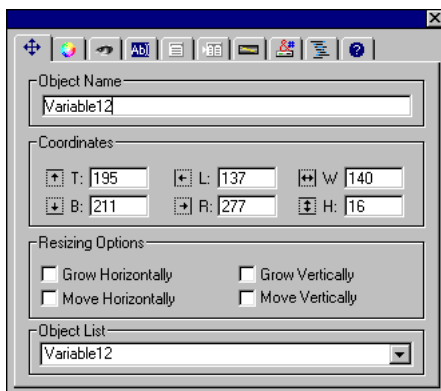 Abl
#
?
Object Name
Variable12
Coordinates
T: 195 L: 137 W 140
B: 211 R: 277 H: 16
Resizing Options
Grow Horizontally Grow Vertically
Move Horizontally Move Vertically
Object List
Variable12